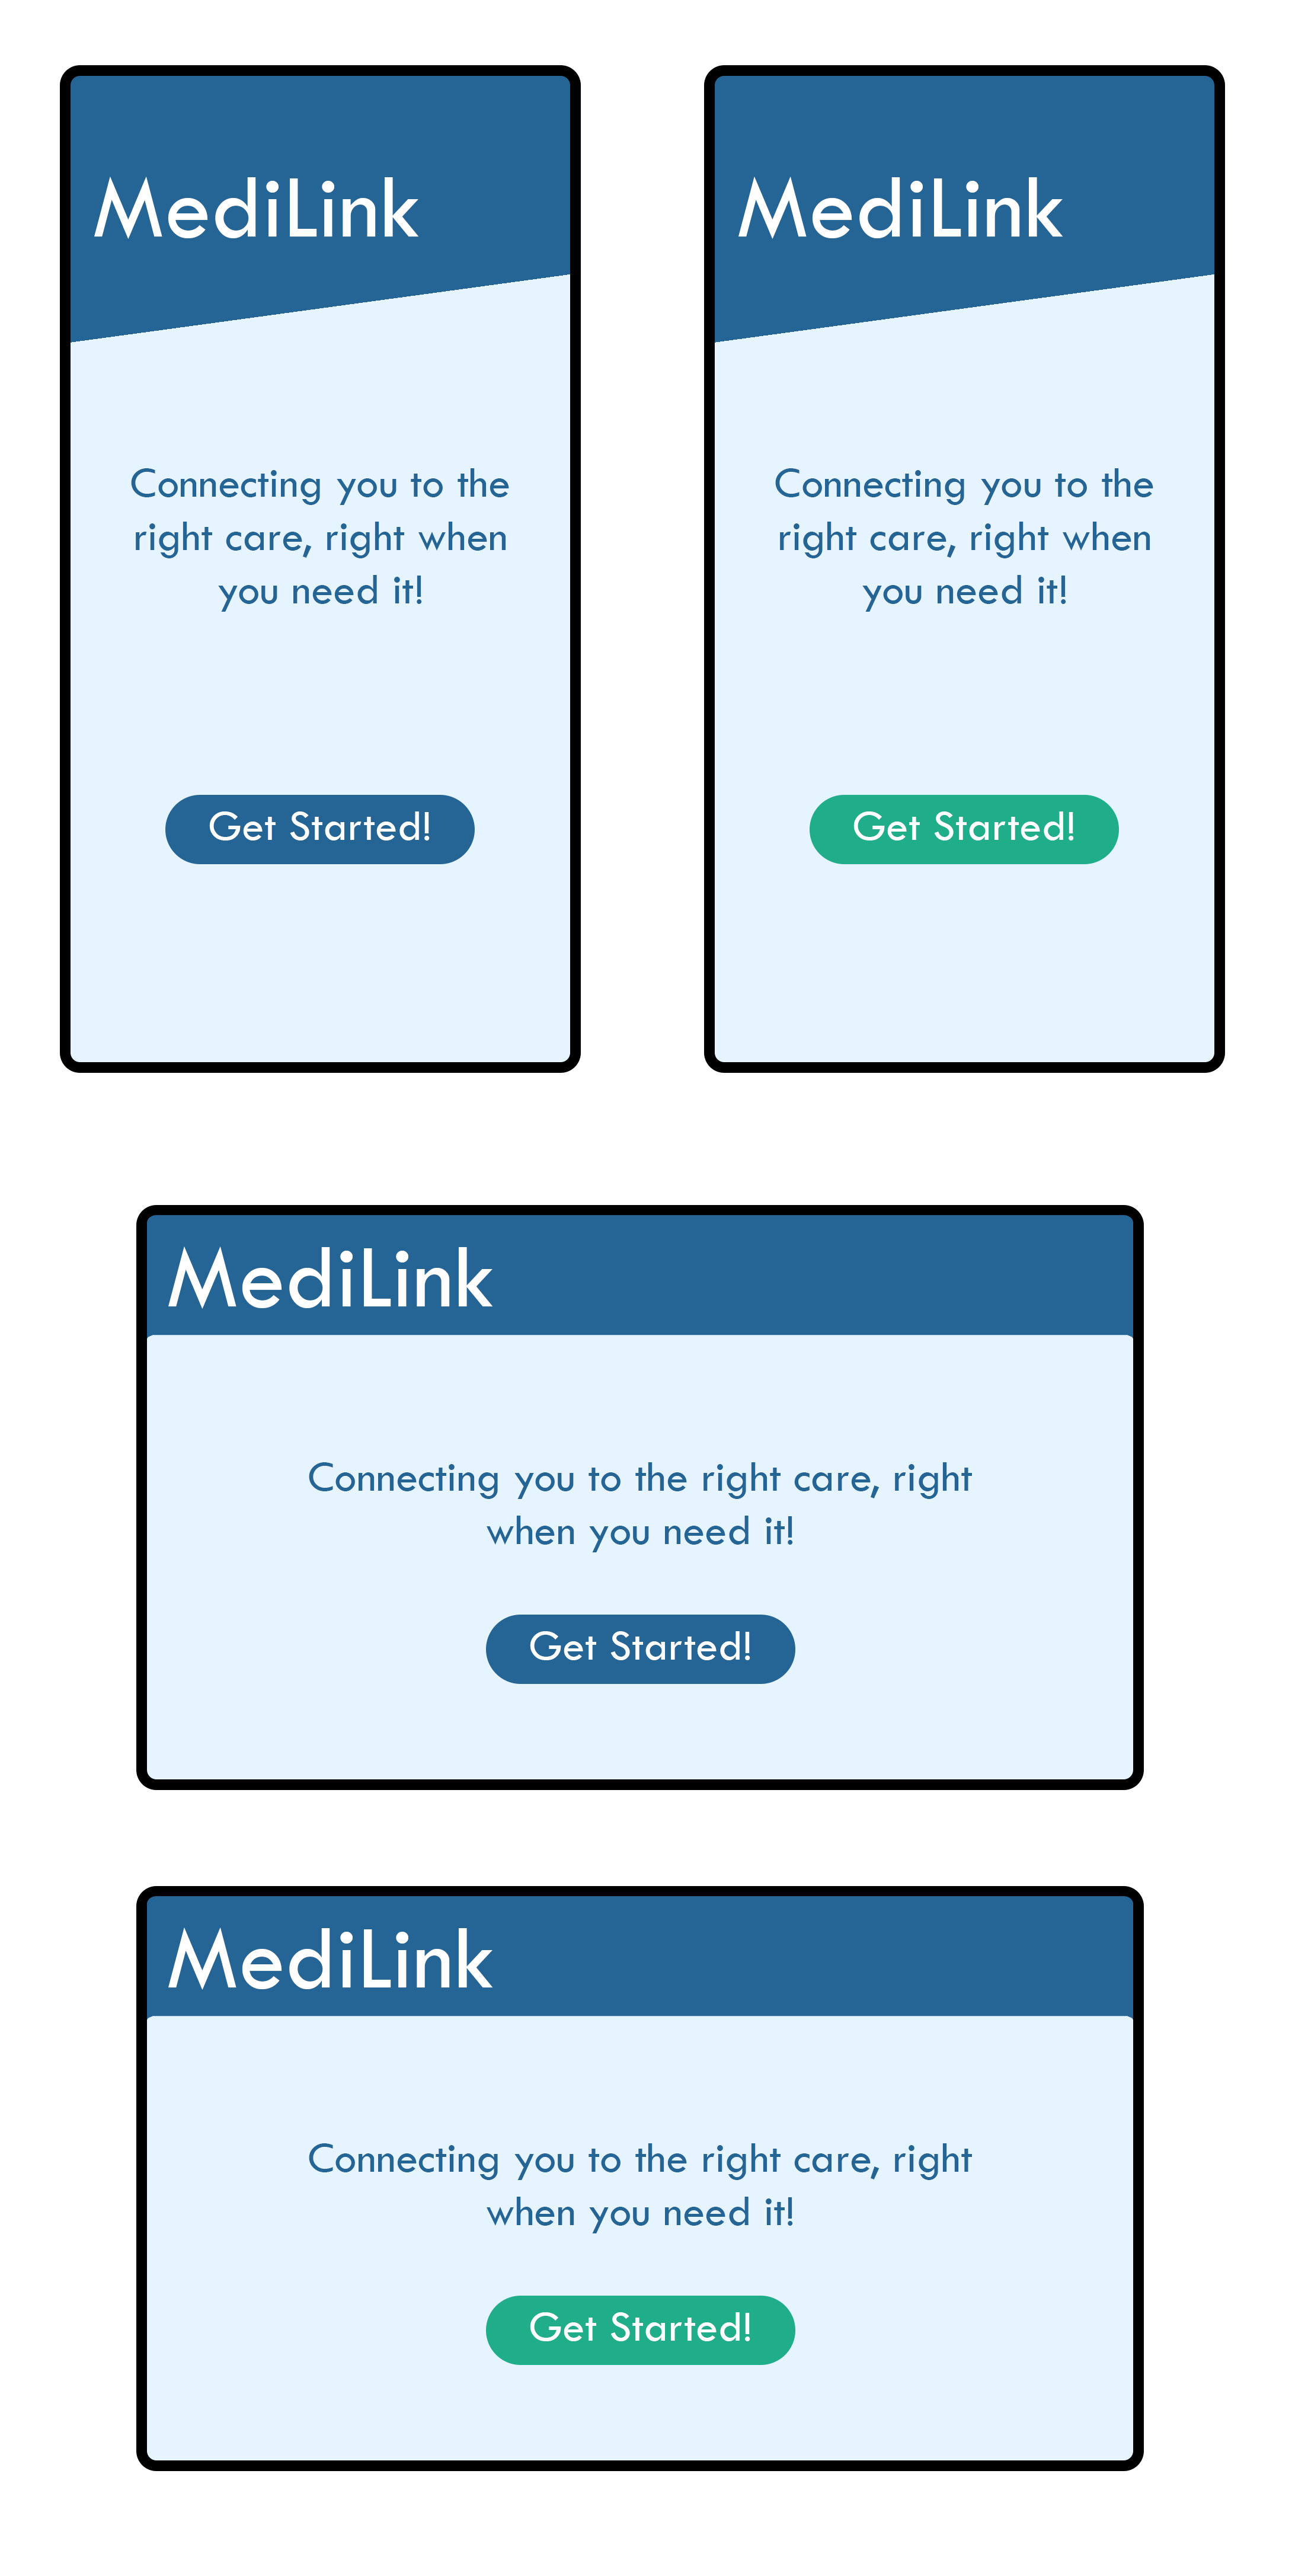 MediLink
Connecting you to the
right care, right when
you need it!
Get Started!
MediLink
Connecting you to the
right care, right when
you need it!
Get Started!
MediLink
Connecting you to the right care, right
when you need it!
Get Started!
MediLink
Connecting you to the right care, right
when you need it!
Get Started!